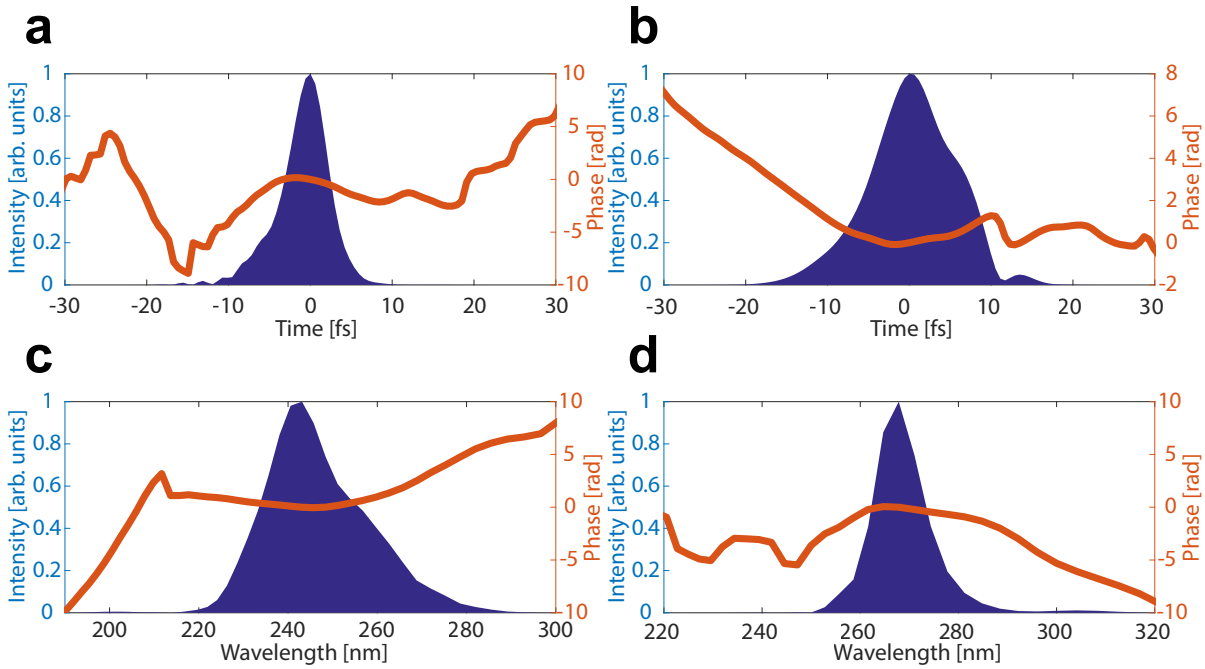 a
b
1
0.8
0.6
0.4
0.2
0
Intensity [arb. units]
10
5
0
-5
-10
Phase [rad]
-30 -20 -10 0 10 20 30
Time [fs]
1
0.8
0.6
0.4
0.2
0
Intensity [arb. units]
8
6
4
2
0
-2
Phase [rad]
-30 -20 -10 0 10 20 30
Time [fs]
c
d
1
0.8
0.6
0.4
0.2
0
Intensity [arb. units]
10
5
0
-5
-10
Phase [rad]
200 220 240 260 280 300
Wavelength [nm]
1
0.8
0.6
0.4
0.2
0
Intensity [arb. units]
10
5
0
-5
-10
Phase [rad]
220 240 260 280 300 320
Wavelength [nm]